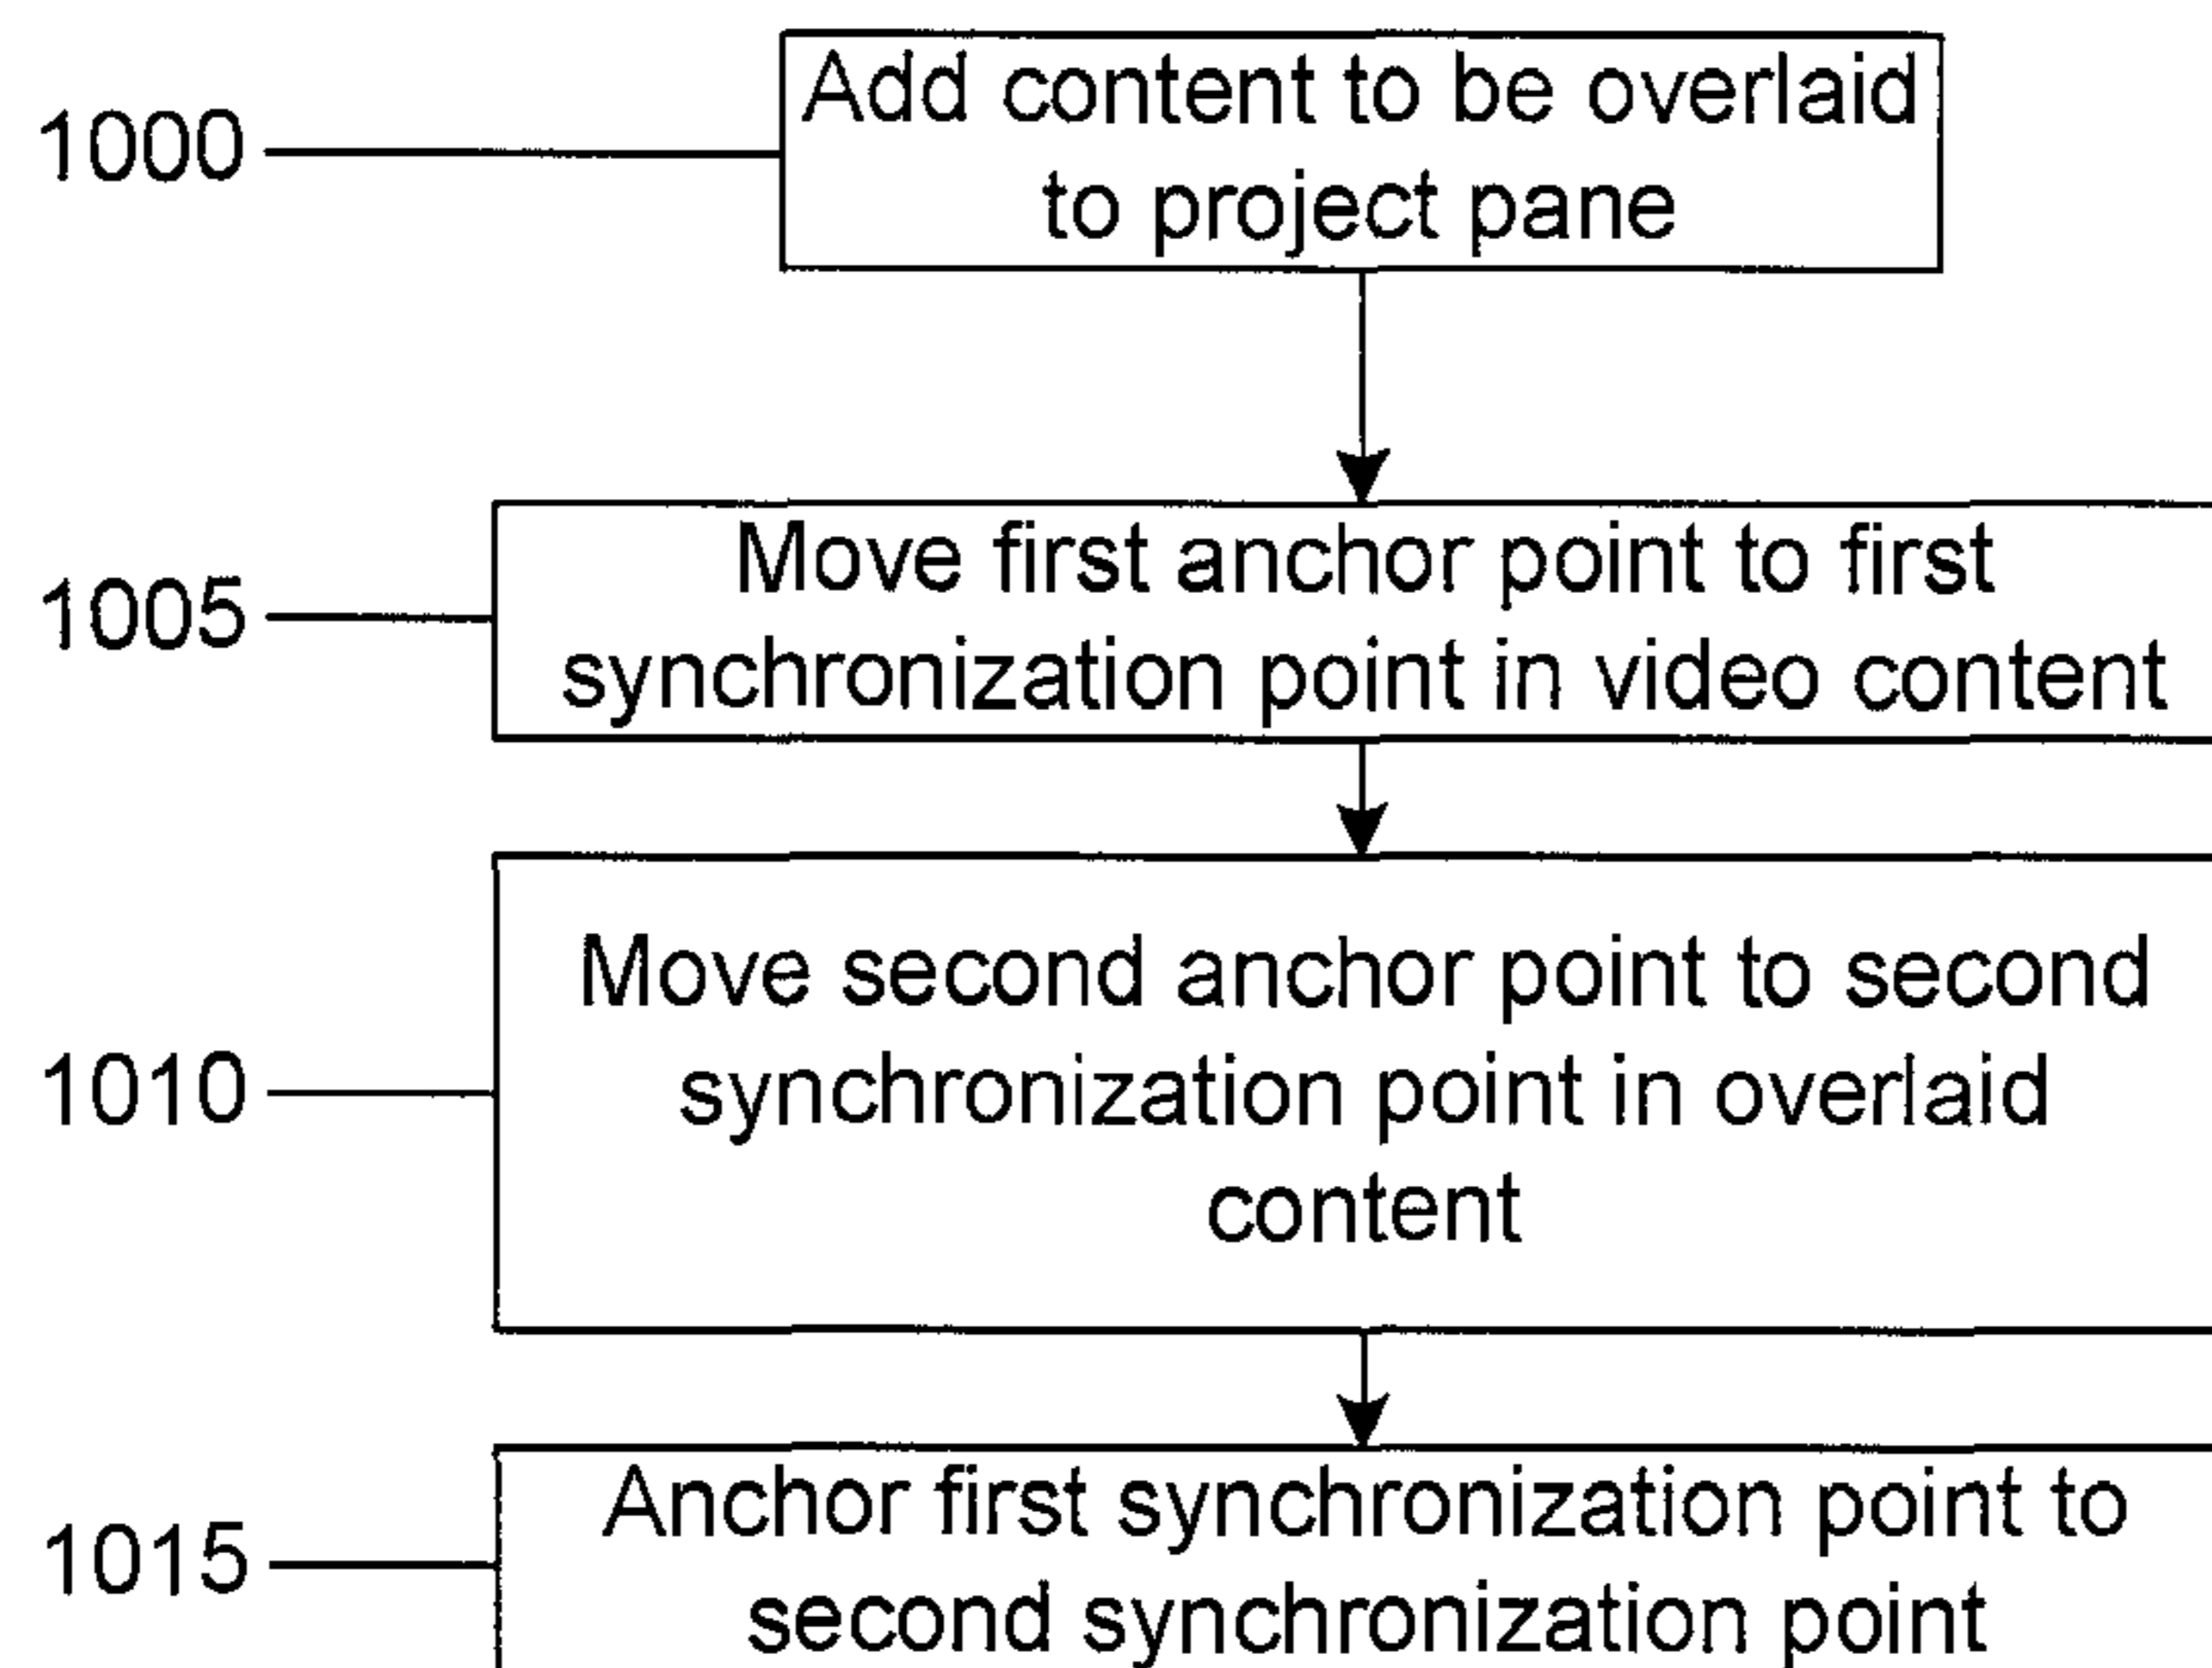 1000
Add content to be overlaid
to project pane
1005
Move first anchor point to first
synchronization point in video content
1010
Move second anchor point to second
synchronization point in overlaid
content
1015
Anchor first synchronization point to
second synchronization point